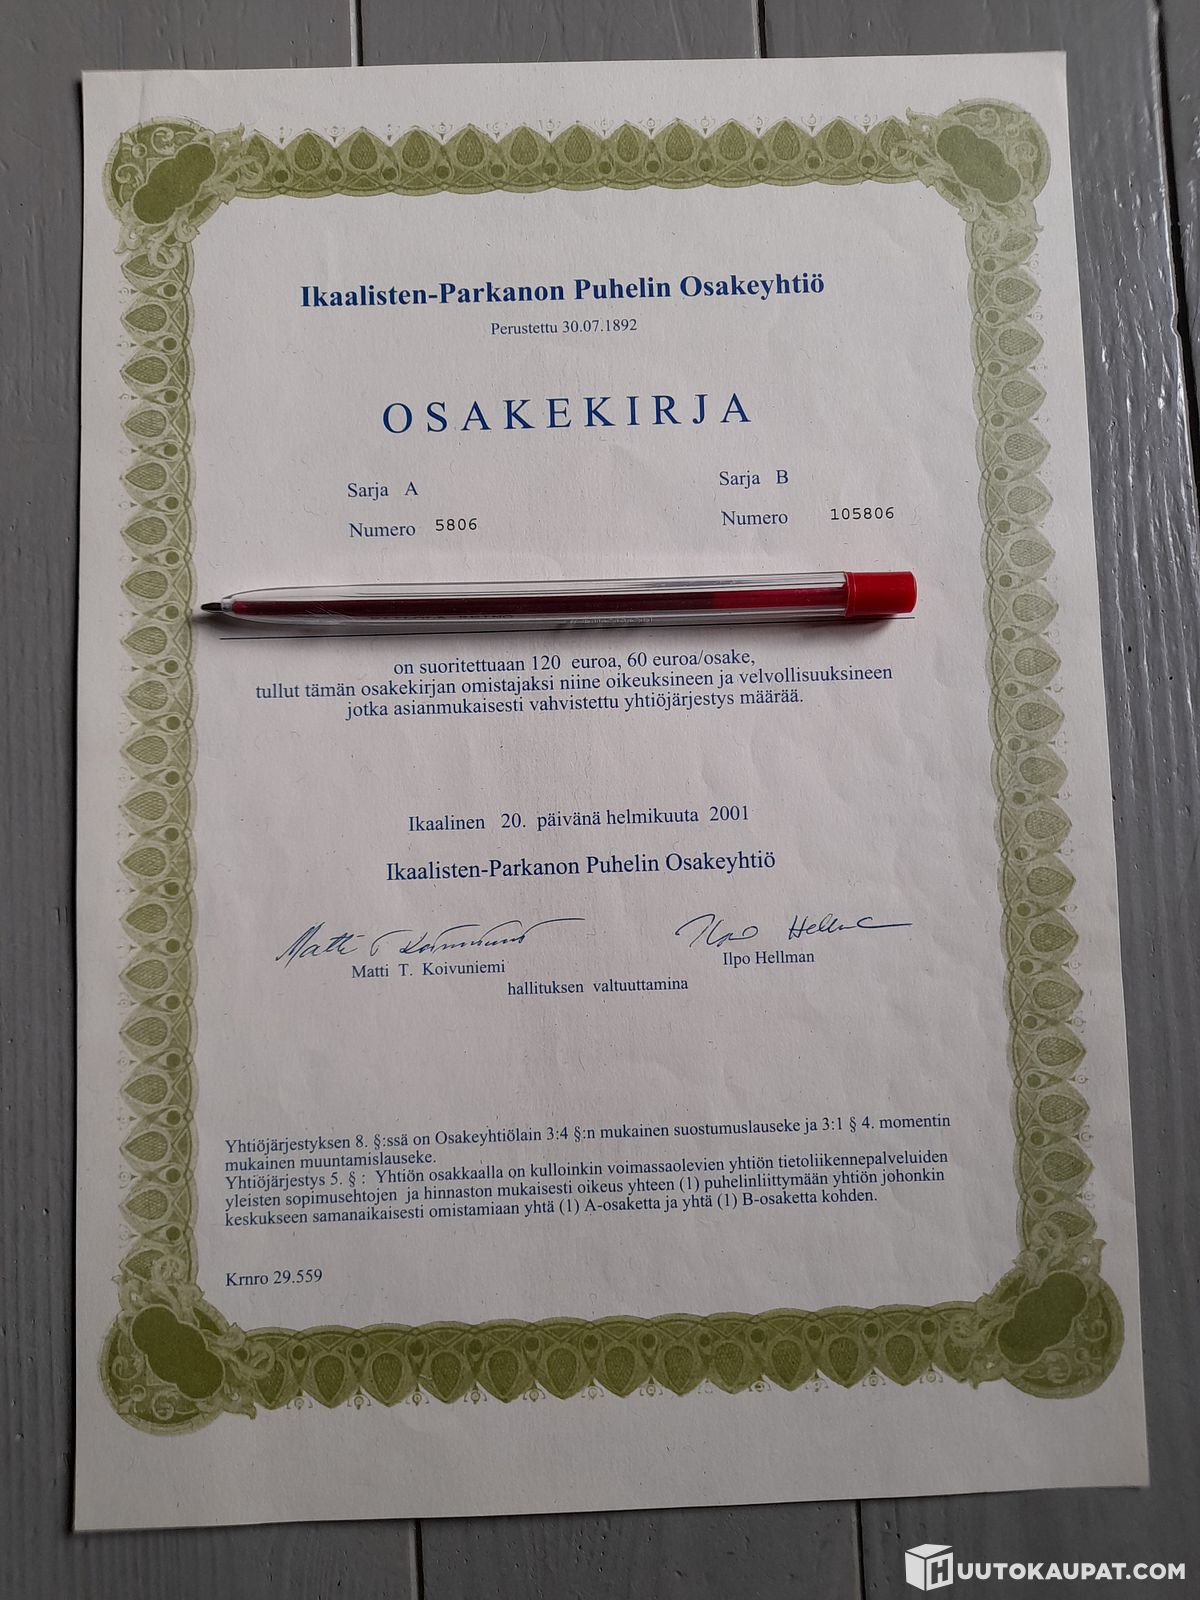 Ikaalisten-Parkanon Puhelin Osakeyhtiö
Perustettu 30.07.1892
OSAKEKIRJA
Sarja A
Sarja B
Numero 5806
Numero 105806
on suoritettuaan 120 euroa, 60 euroa/osake,
tullut tämän osakekirjan omistajaksi niine oikeuksineen ja velvollisuuksineen
jotka asianmukaisesti vahvistettu yhtiöjärjestys määrää.
Ikaalinen 20. päivänä helmikuuta 2001
Ikaalisten-Parkanon Puhelin Osakeyhtiö
Matti T Koivuniemi
Ilpo Hellman
Matti T. Koivuniemi
Ilpo Hellman
hallituksen valtuuttamina
Yhtiöjärjestyksen 8. §:ssä on Osakeyhtiölain 3:4 §:n mukainen suostumuslauseke ja 3:1 § 4. momentin
mukainen muuntamislauseke.
Yhtiöjärjestys 5. § : Yhtiön osakkaalla on kulloinkin voimassaolevien yhtiön tietoliikennepalveluiden
yleisten sopimusehtojen ja hinnaston mukaisesti oikeus yhteen (1) puhelinliittymään yhtiön johonkin
keskukseen samanaikaisesti omistamiaan yhtä (1) A-osaketta ja yhtä (1) B-osaketta kohden.
Krnro 29.559
HUUTOKAUPAT.COM